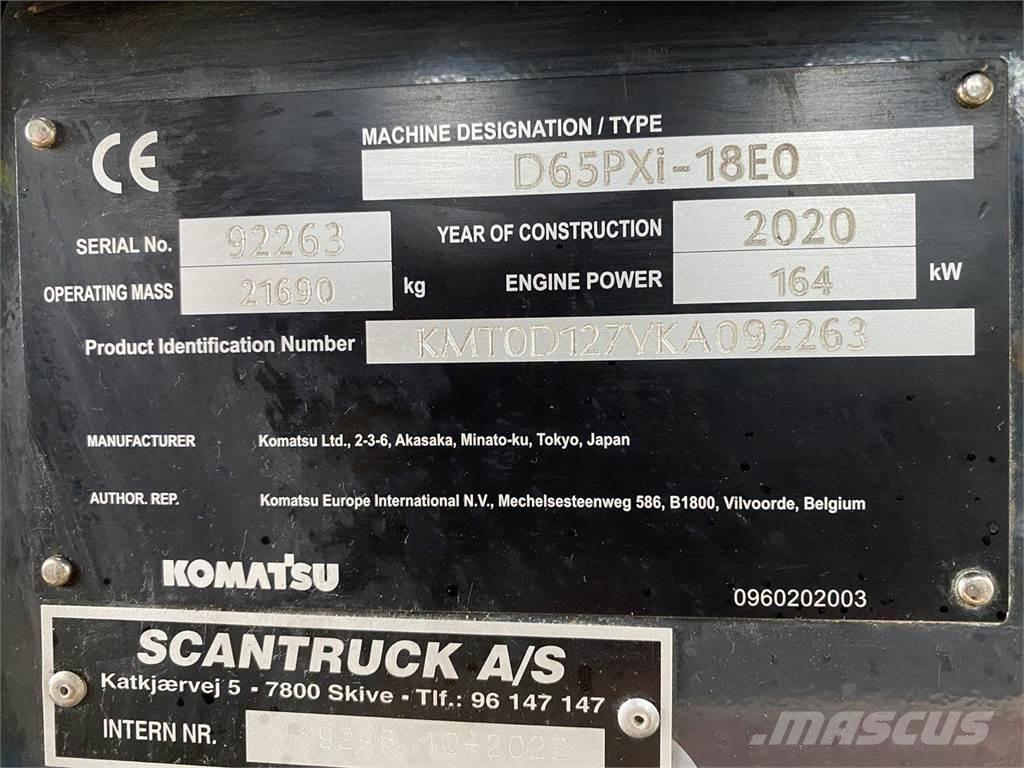 CE
MACHINE DESIGNATION / TYPE D65PXi-18E0
SERIAL No. 92263 YEAR OF CONSTRUCTION 2020
OPERATING MASS 21690 kg ENGINE POWER 164 kW
Product Identification Number KMT0D127VKA092263
MANUFACTURER Komatsu Ltd., 2-3-6, Akasaka, Minato-ku, Tokyo, Japan
AUTHOR. REP. Komatsu Europe International N.V., Mechelsesteenweg 586, B1800, Vilvoorde, Belgium
KOMATSU
0960202003
SCANTRUCK A/S
Katkjærvej 5 - 7800 Skive - Tlf.: 96 147 147
INTERN NR. 10-2022
MASCUS